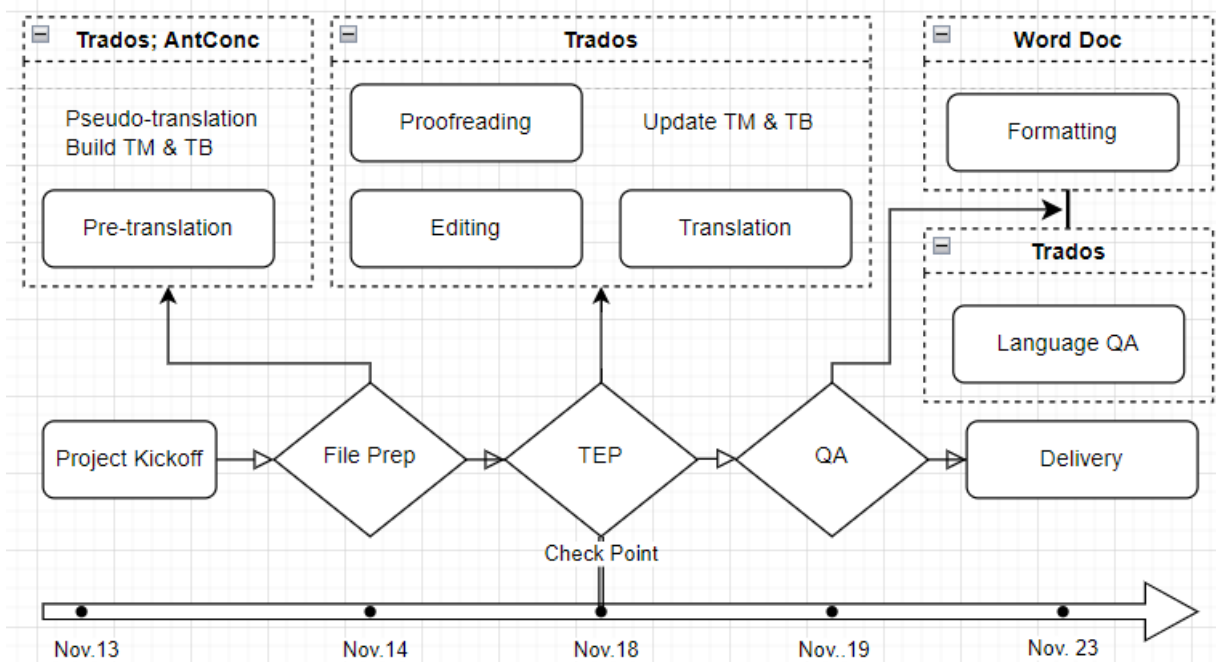 Trades; AntConc
Pseudo-translation
Build TM & TB
Pre-translation
Trados
Proofreading
Update TM & TB
Editing
Translation
Word Doc
Formatting
Trados
Language QA
Project Kickoff
File Prep
TEP
QA
Delivery
Check Point
Nov.13
Nov.14
Nov.18
Nov..19
Nov. 23